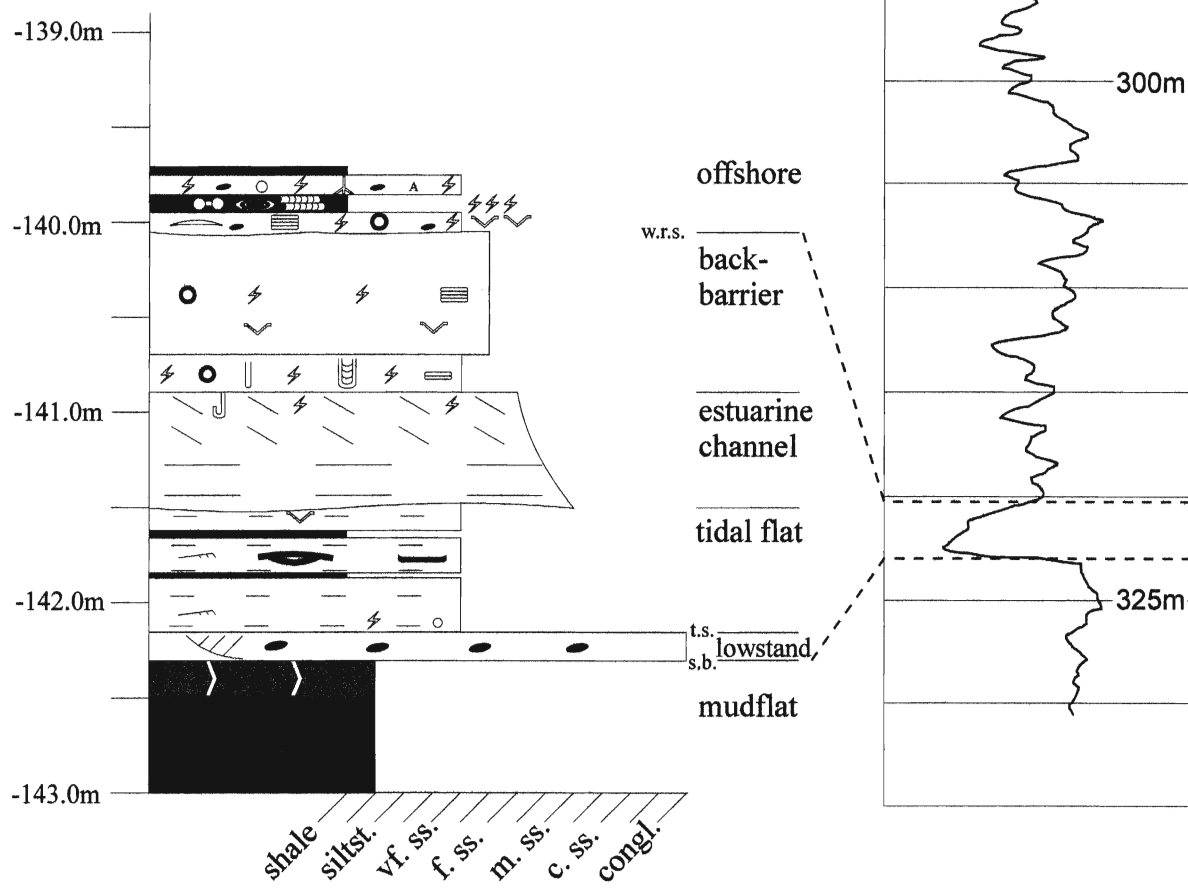 -139.0m
300m
offshore
A
-140.0m
w.r.s.
back-
barrier
-141.0m
estuarine
channel
tidal flat
-142.0m
325m
t.s.
lowstand
s.b.
mudflat
-143.0m
shale
siltst.
vf. ss.
f. ss.
m. ss.
c. ss.
congl.